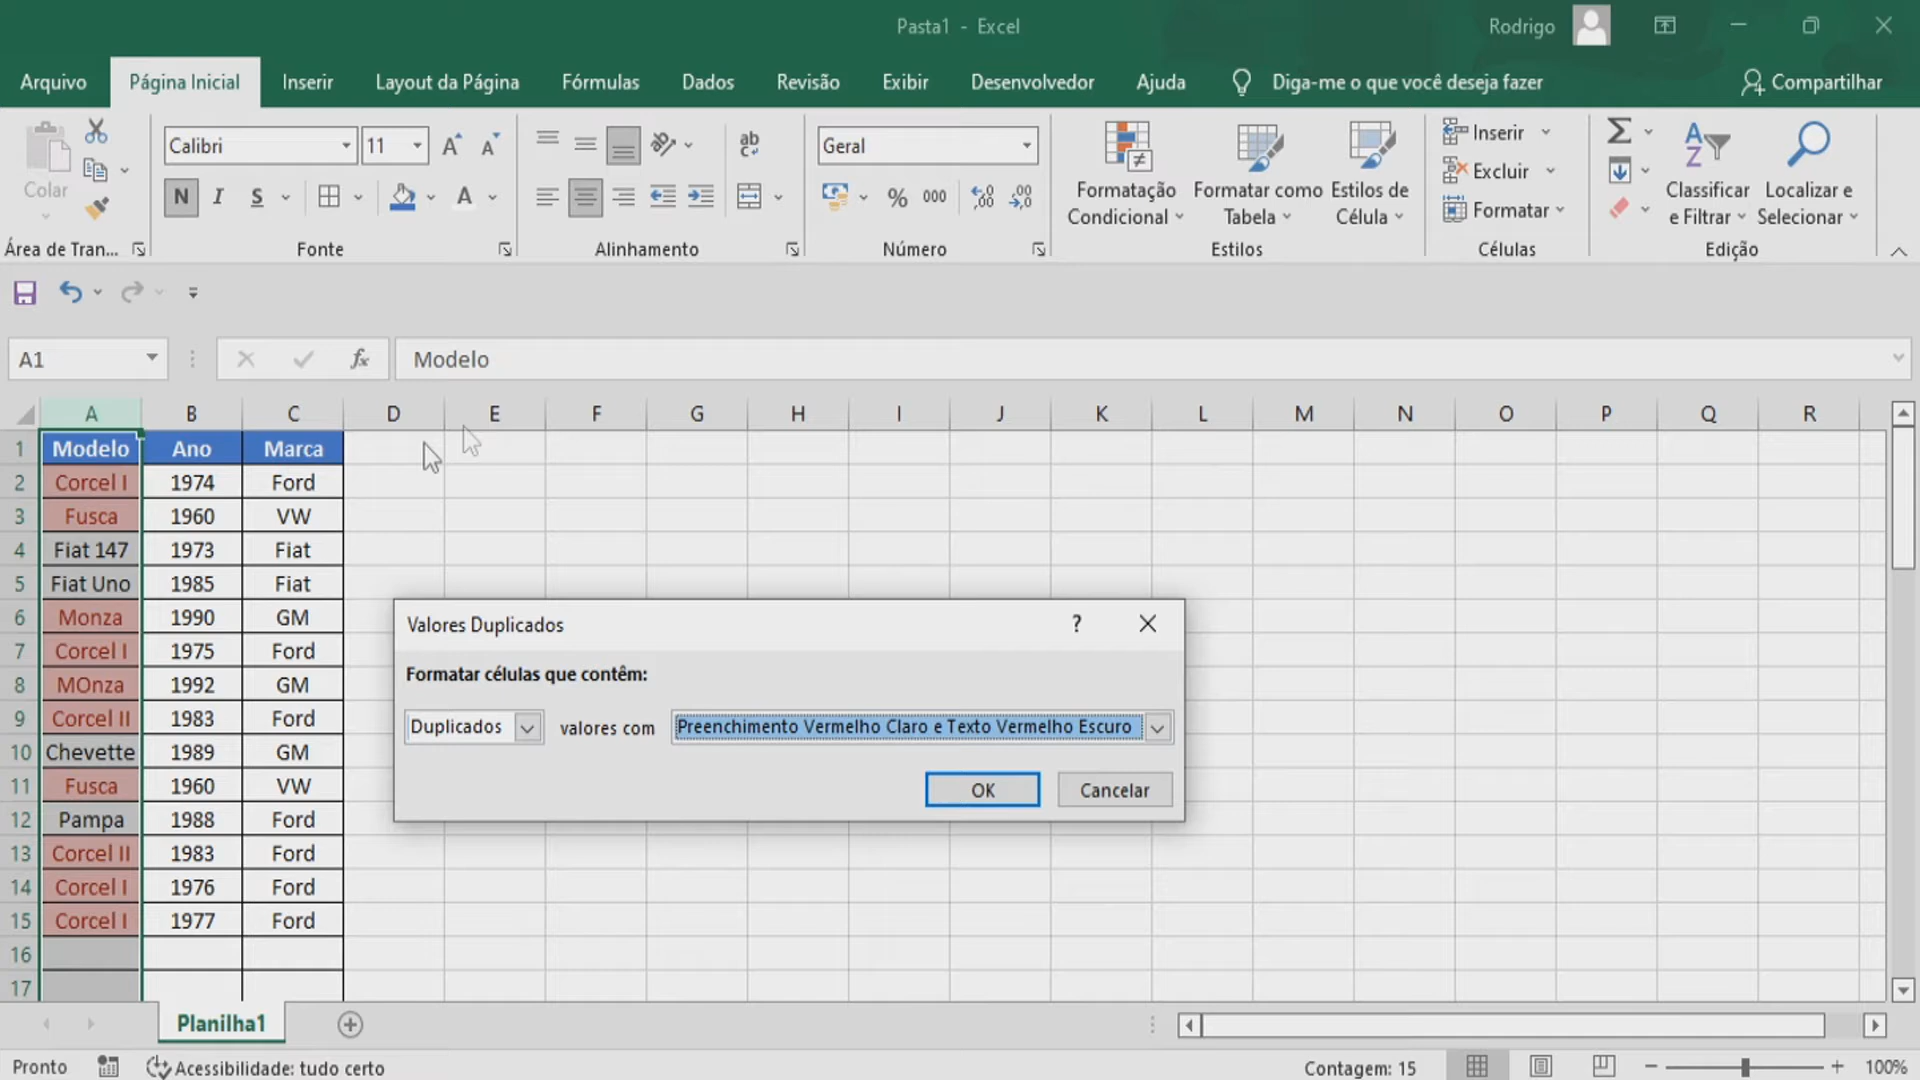 Pasta1 - Excel
Rodrigo
Arquivo Página Inicial Inserir Layout da Página Fórmulas Dados Revisão Exibir Desenvolvedor Ajuda Diga-me o que você deseja fazer Compartilhar
Colar
Calibri 11
N I S A
ab
Geral
% 000
Formatação Condicional
Formatar como Tabela
Estilos de Célula
Inserir
Excluir
Formatar
Classificar e Filtrar
Localizar e Selecionar
Área de Tran... Fonte Alinhamento Número Estilos Células Edição
A1 fx Modelo
A B C D E F G H I J K L M N O P Q R
1 Modelo Ano Marca
2 Corcel I 1974 Ford
3 Fusca 1960 VW
4 Fiat 147 1973 Fiat
5 Fiat Uno 1985 Fiat
6 Monza 1990 GM
7 Corcel I 1975 Ford
8 MOnza 1992 GM
9 Corcel II 1983 Ford
10 Chevette 1989 GM
11 Fusca 1960 VW
12 Pampa 1988 Ford
13 Corcel II 1983 Ford
14 Corcel I 1976 Ford
15 Corcel I 1977 Ford
16
17
Valores Duplicados ?
Formatar células que contêm:
Duplicados valores com Preenchimento Vermelho Claro e Texto Vermelho Escuro
OK Cancelar
Planilha1
Pronto Acessibilidade: tudo certo Contagem: 15 100%